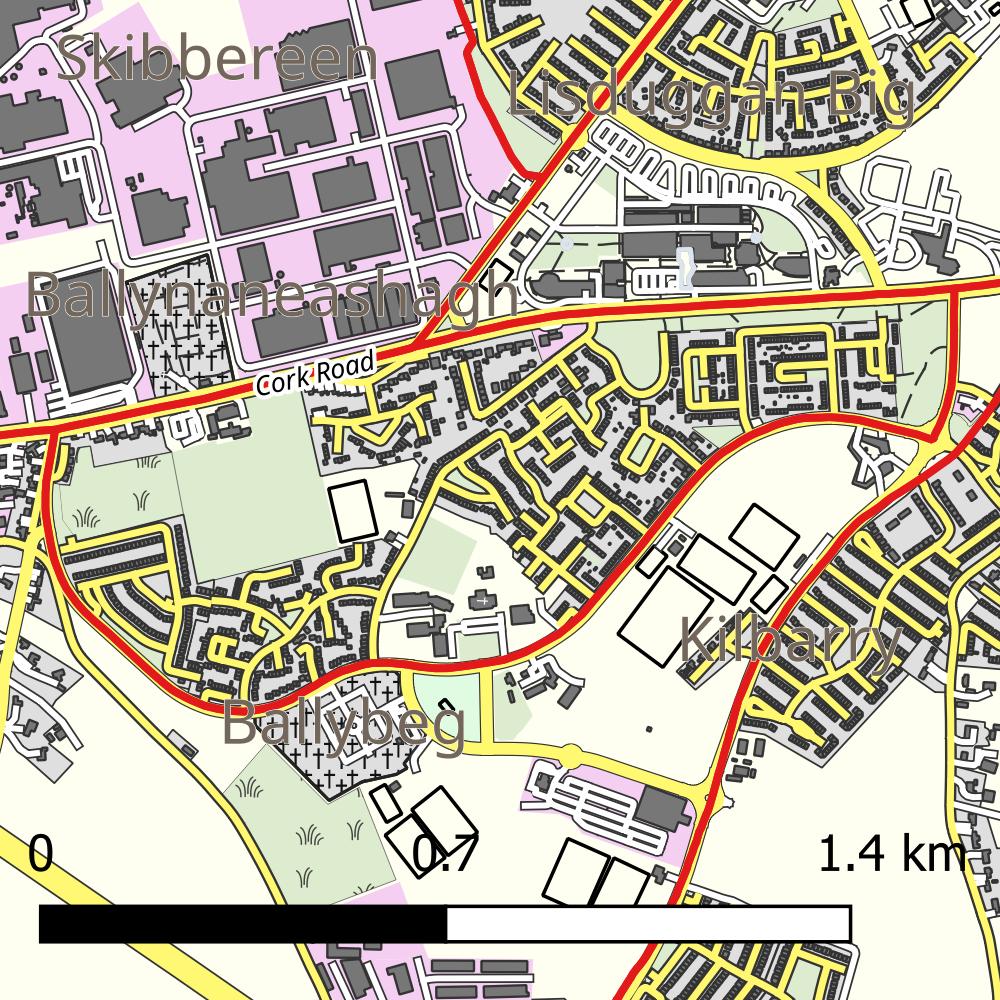 Skibbereen
Lisduggan Big
Ballynaneashagh
Cork Road
Kilbarry
Ballybeg
0
0.7
1.4 km